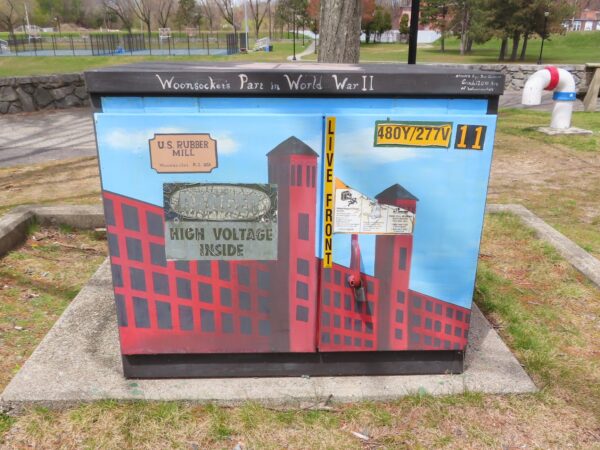 Woonsocket's Part in World War II
U.S. RUBBER
MILL
HIGH VOLTAGE
INSIDE
LIVE FRONT
480Y/277V
11